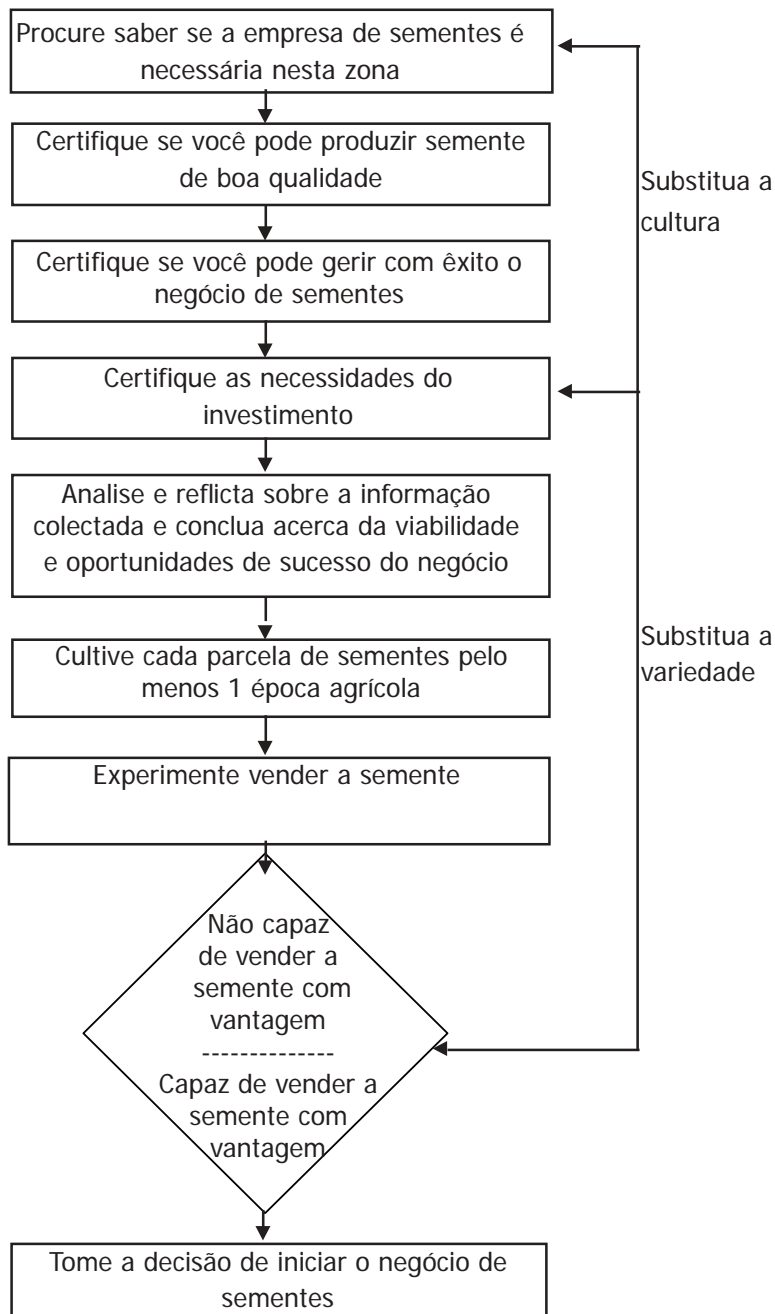 Procure saber se a empresa de sementes é
necessária nesta zona
Certifique se você pode produzir semente
de boa qualidade
Substitua a
cultura
Certifique se você pode gerir com êxito o
negócio de sementes
Certifique as necessidades do
investimento
Analise e reflicta sobre a informação
colectada e conclua acerca da viabilidade
e oportunidades de sucesso do negócio
Cultive cada parcela de sementes pelo
menos 1 época agrícola
Substitua a
variedade
Experimente vender a semente
Não capaz
de vender a
semente com
vantagem
--------------
Capaz de vender a
semente com
vantagem
Tome a decisão de iniciar o negócio de
sementes